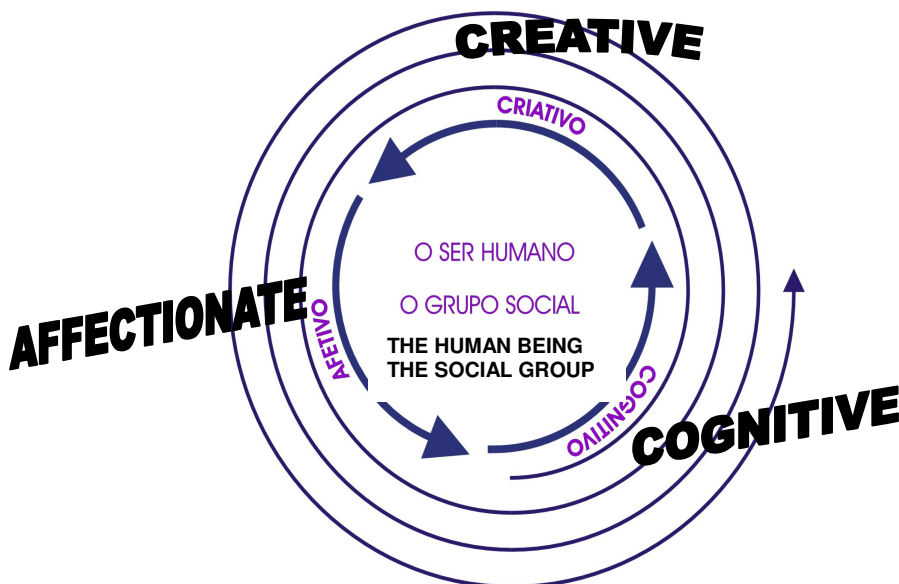 CREATIVE
CRIATIVO
O SER HUMANO
O GRUPO SOCIAL
THE HUMAN BEING
THE SOCIAL GROUP
AFFECTIONATE
AFETIVO
COGNITIVO
COGNITIVE